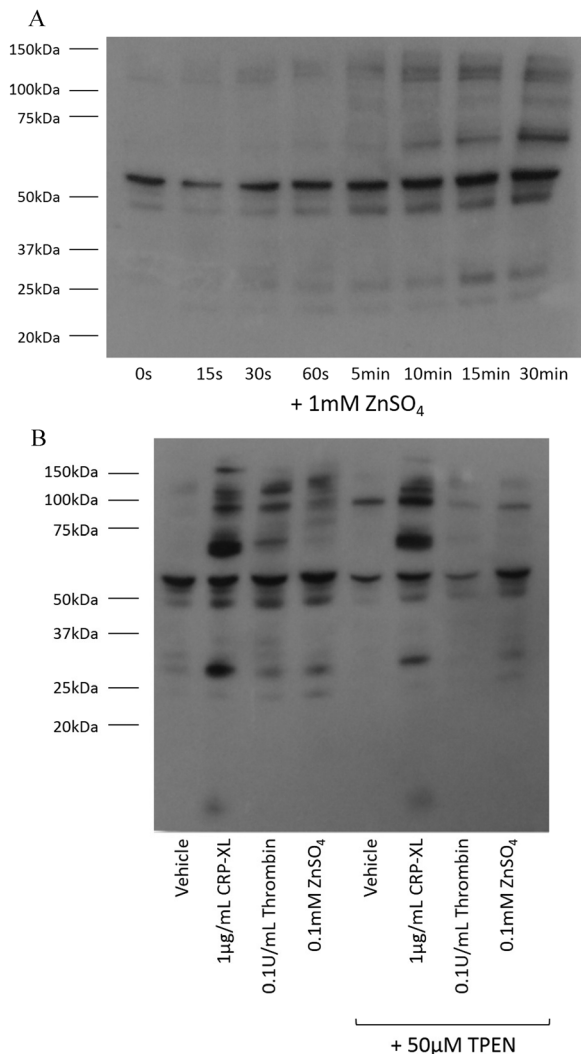 A
150kDa
100kDa
75kDa
50kDa
37kDa
25kDa
20kDa
0s 15s 30s 60s 5min 10min 15min 30min
+ 1mM ZnSO₄
B
150kDa
100kDa
75kDa
50kDa
37kDa
25kDa
20kDa
Vehicle
1µg/mL CRP-XL
0.1U/mL Thrombin
0.1mM ZnSO₄
Vehicle
1µg/mL CRP-XL
0.1U/mL Thrombin
0.1mM ZnSO₄
+ 50µM TPEN